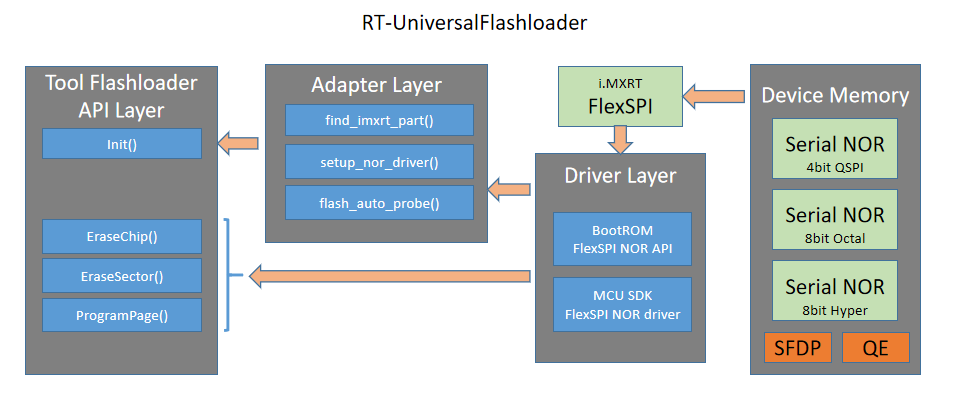 RT-UniversalFlashloader
Tool Flashloader
API Layer
Init()
EraseChip()
EraseSector()
ProgramPage()
Adapter Layer
find_imxrt_part()
setup_nor_driver()
flash_auto_probe()
i.MXRT
FlexSPI
Driver Layer
BootROM
FlexSPI NOR API
MCU SDK
FlexSPI NOR driver
Device Memory
Serial NOR
4bit QSPI
Serial NOR
8bit Octal
Serial NOR
8bit Hyper
SFDP
QE